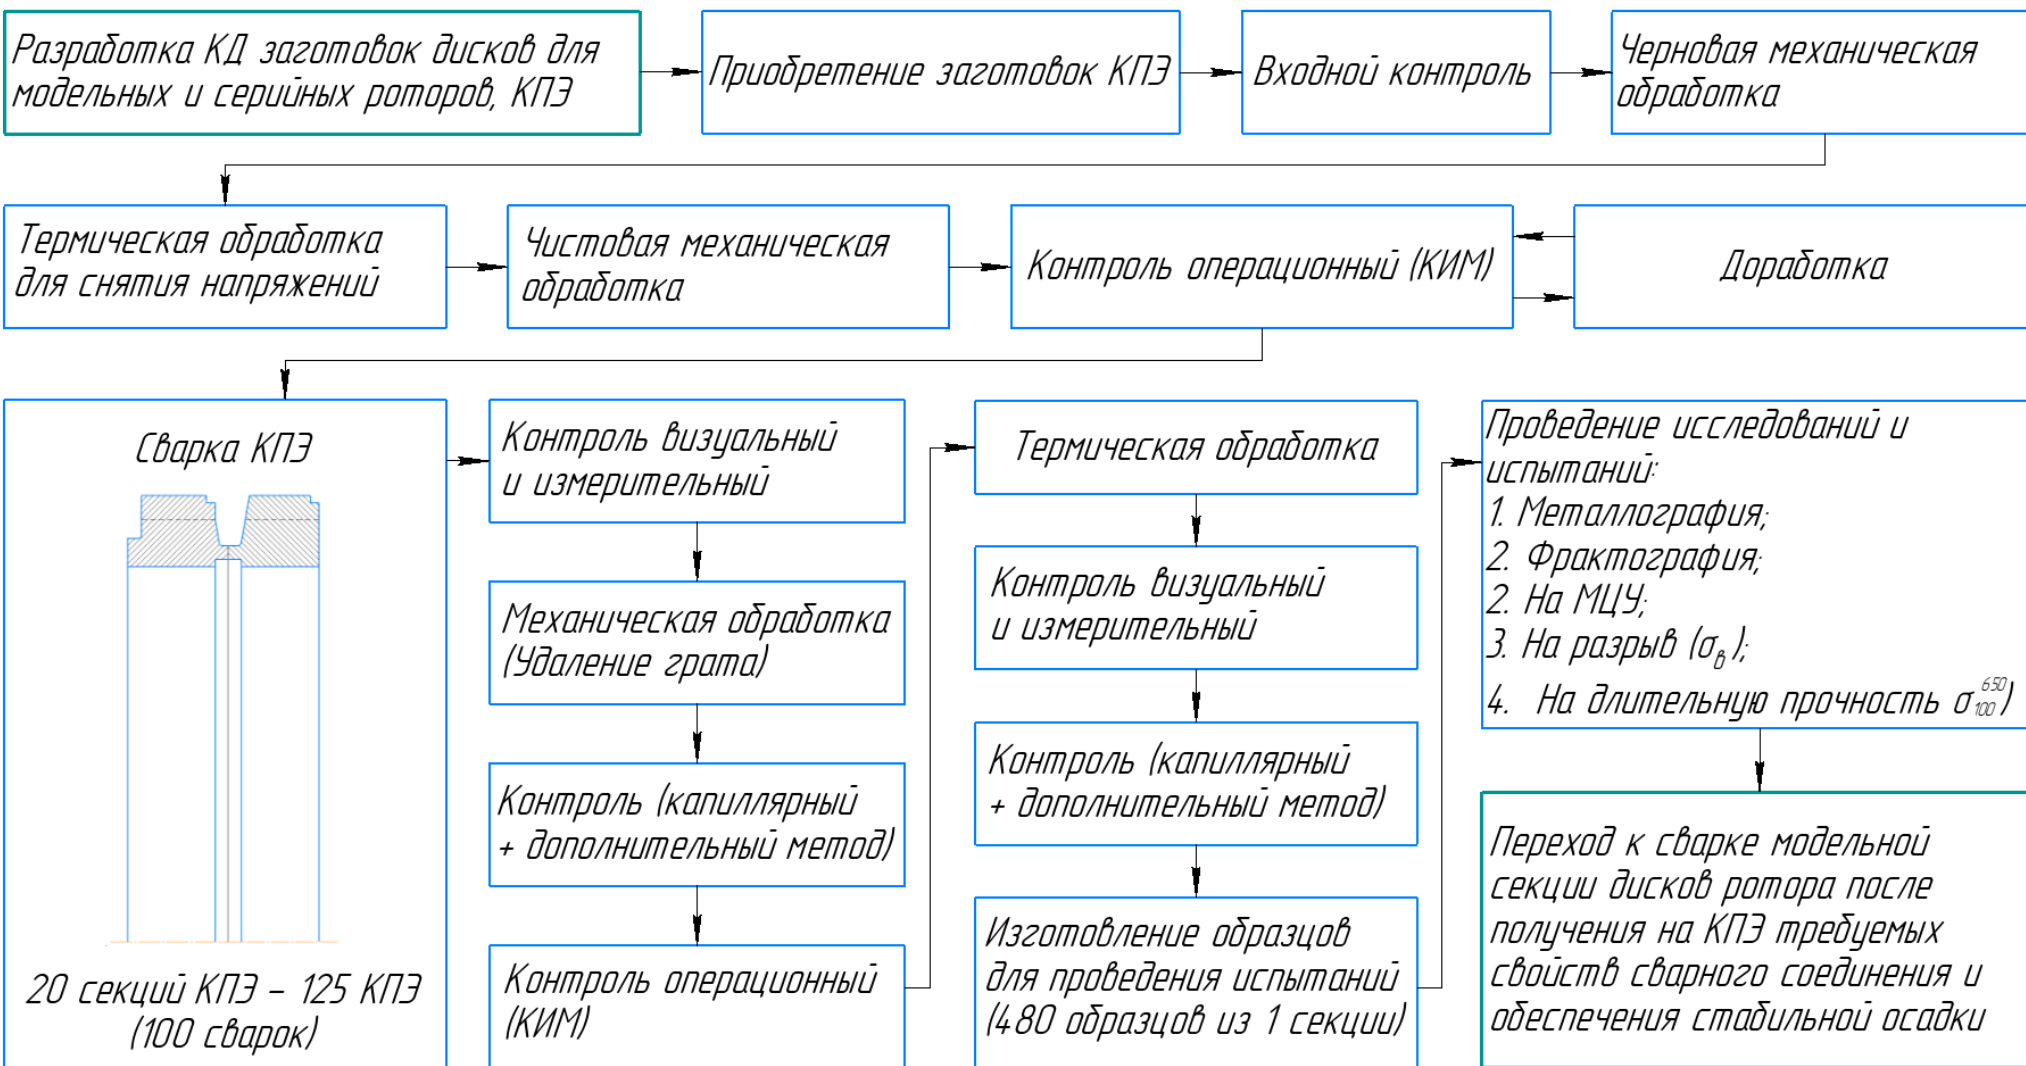 Разработка КД заготовок дисков для
модельных и серийных роторов, КПЭ
Приобретение заготовок КПЭ
Входной контроль
Черновая механическая
обработка
Термическая обработка
для снятия напряжений
Чистовая механическая
обработка
Контроль операционный (КИМ)
Доработка
Сварка КПЭ
20 секций КПЭ – 125 КПЭ
(100 сварок)
Контроль визуальный
и измерительный
Механическая обработка
(Удаление грата)
Контроль (капиллярный
+ дополнительный метод)
Контроль операционный
(КИМ)
Термическая обработка
Контроль визуальный
и измерительный
Контроль (капиллярный
+ дополнительный метод)
Изготовление образцов
для проведения испытаний
(480 образцов из 1 секции)
Проведение исследований и
испытаний:
1. Металлография;
2. Фрактография;
2. На МЦУ;
3. На разрыв (σв);
4. На длительную прочность σ₁₀₀⁶⁵⁰)
Переход к сварке модельной
секции дисков ротора после
получения на КПЭ требуемых
свойств сварного соединения и
обеспечения стабильной осадки